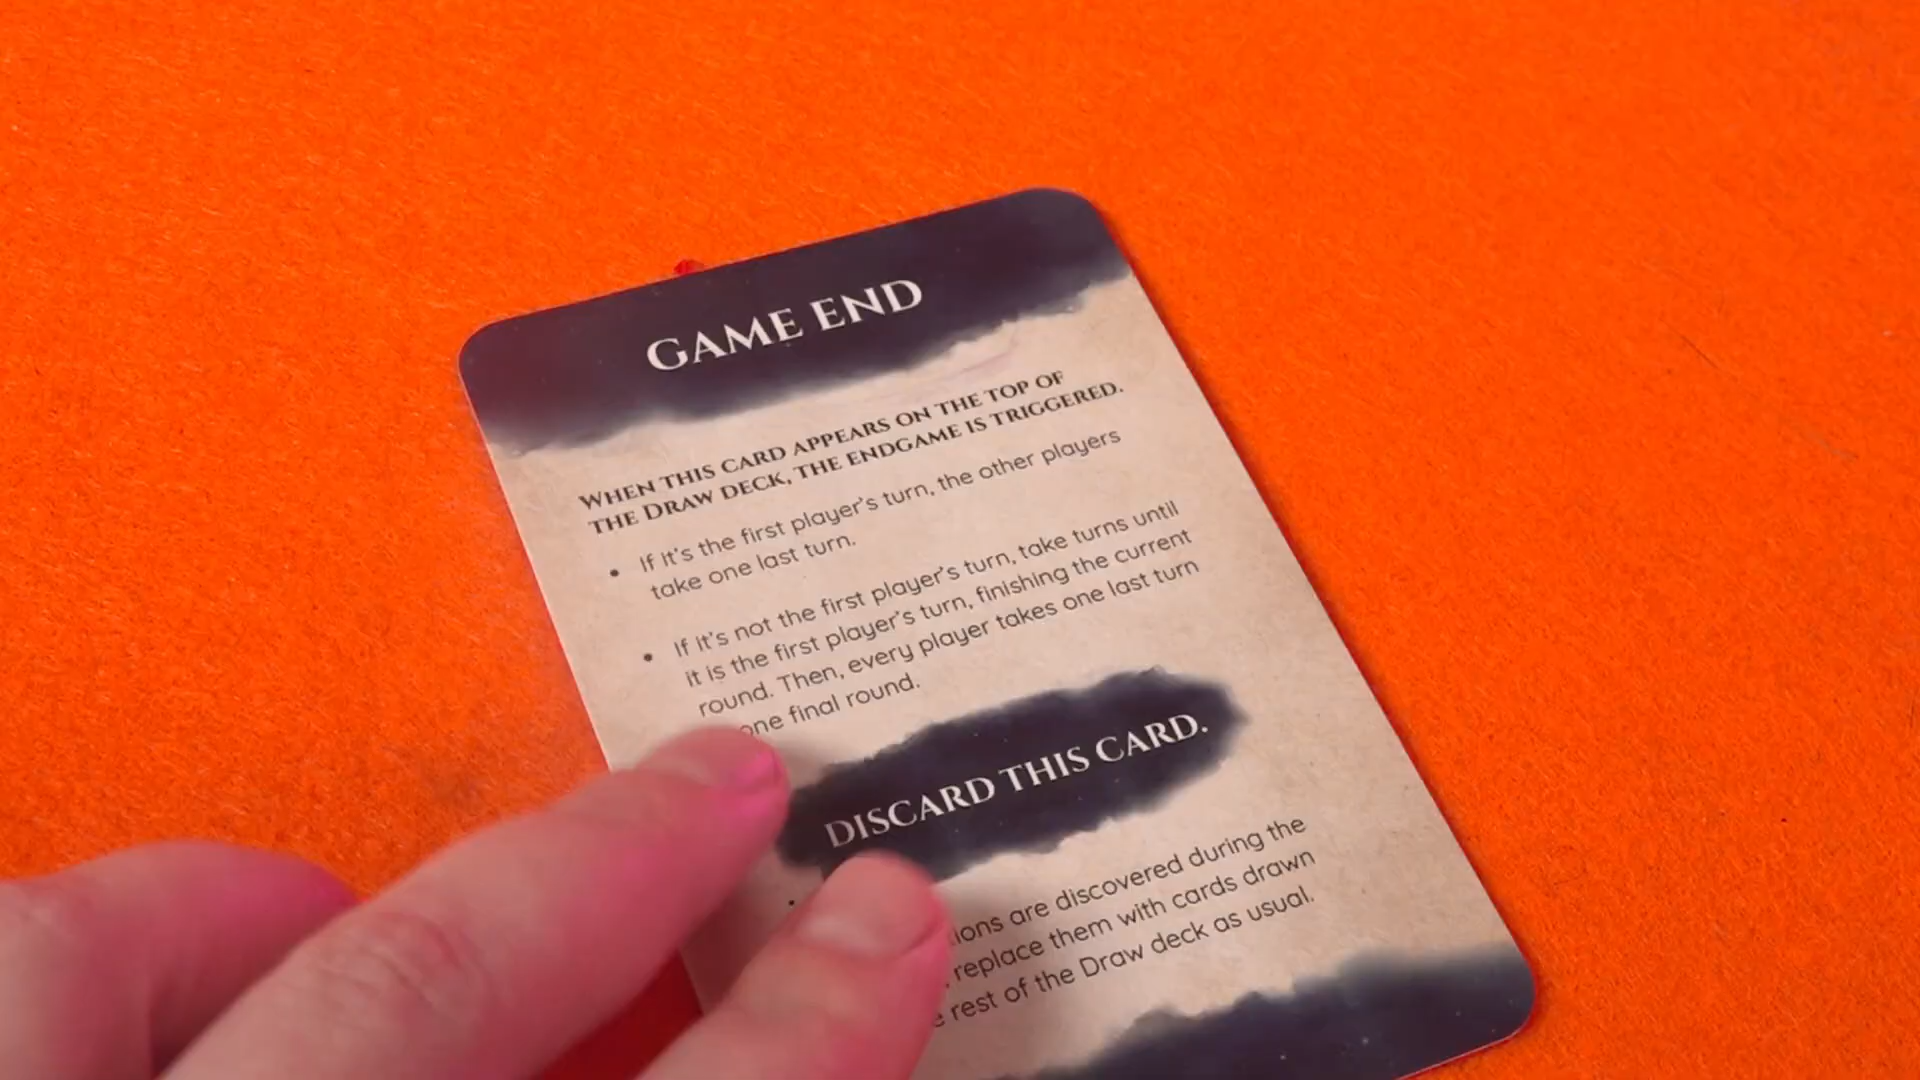 GAME END
WHEN THIS CARD APPEARS ON THE TOP OF
THE DRAW DECK, THE ENDGAME IS TRIGGERED.
• If it's the first player's turn, the other players
take one last turn.
• If it's not the first player's turn, take turns until
it is the first player's turn, finishing the current
round. Then, every player takes one last turn
one final round.
DISCARD THIS CARD.
are discovered during the
replace them with cards drawn
rest of the Draw deck as usual.